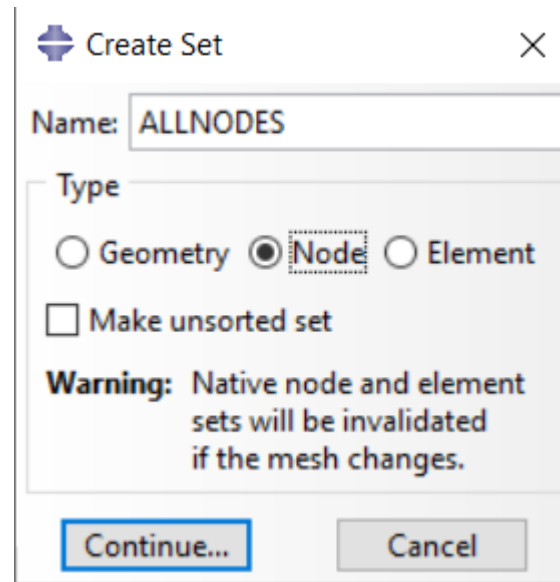 Create Set
Name: ALLNODES
Type
Geometry Node Element
Make unsorted set
Warning: Native node and element
sets will be invalidated
if the mesh changes.
Continue... Cancel